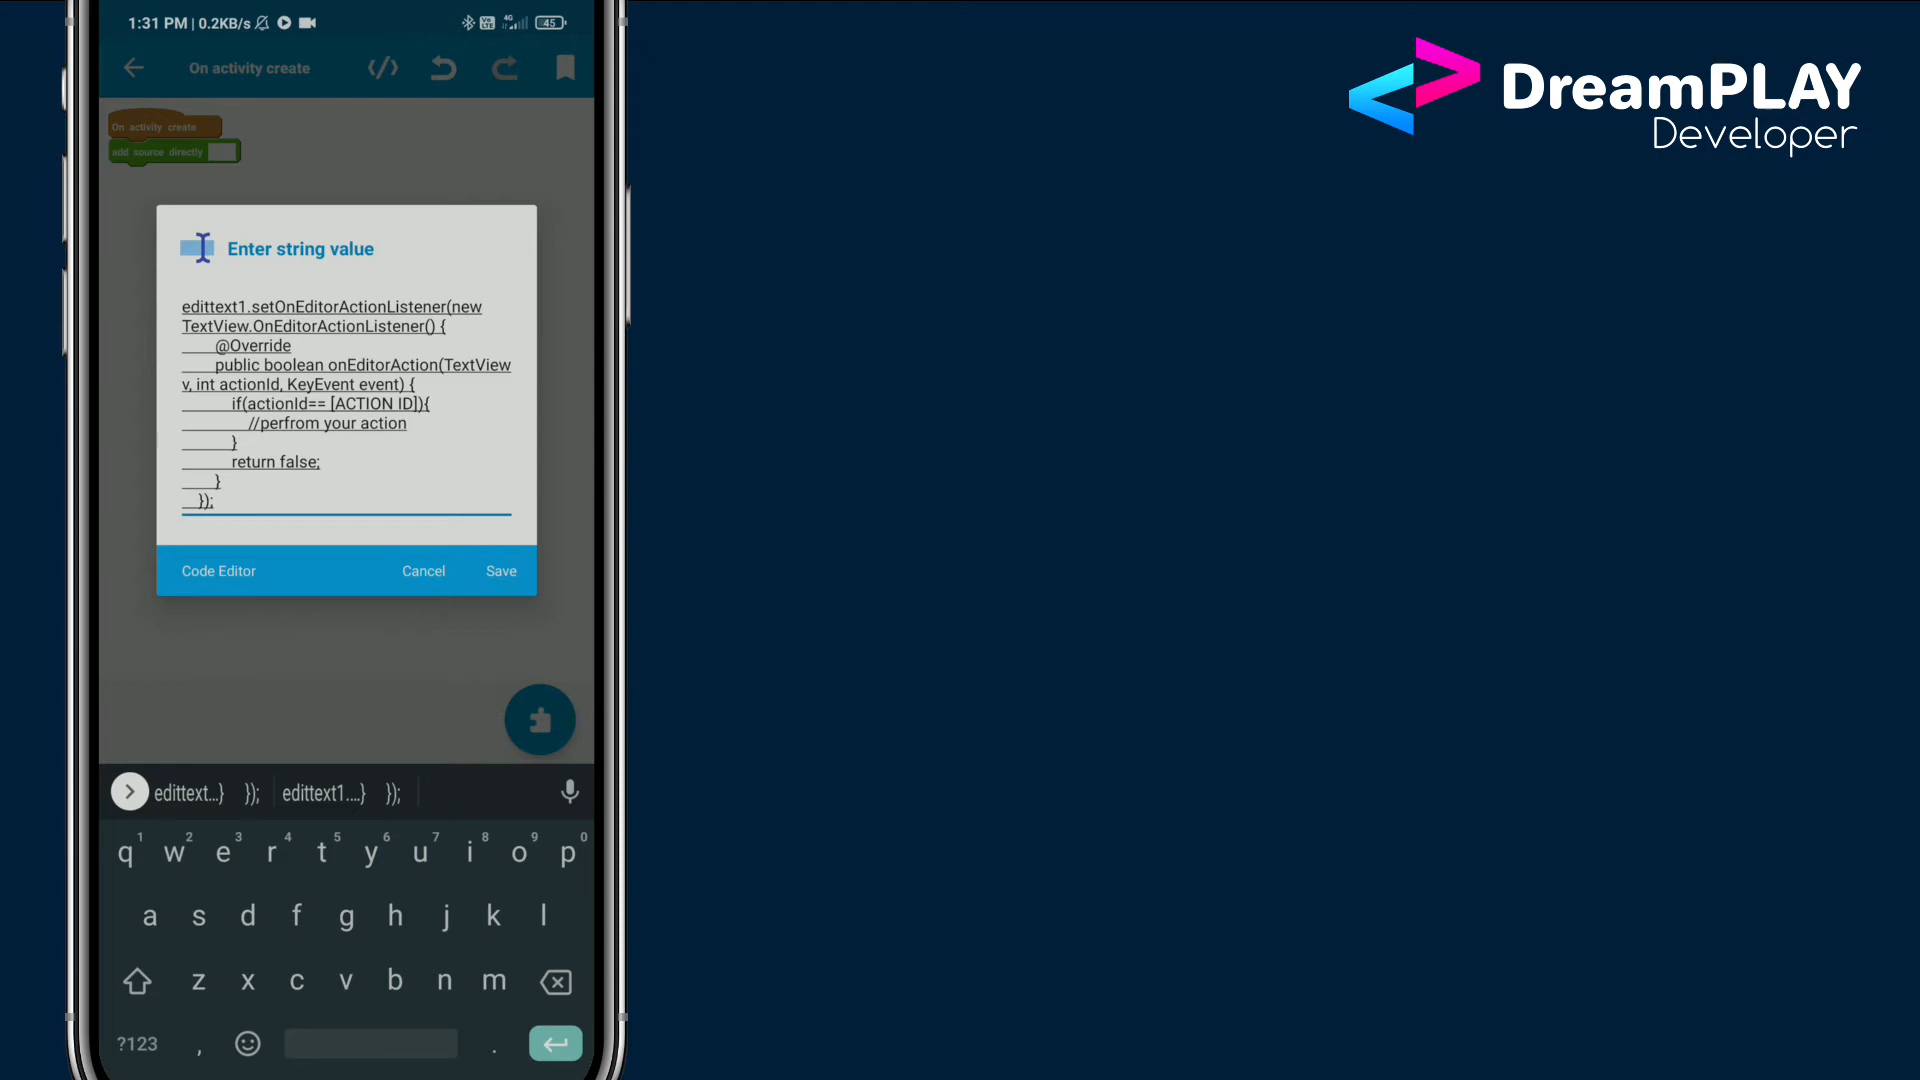 1:31 PM | 0.2KB/s
Vo LTE
4G
45
On activity create
</>
On activity create
add source directly
Enter string value
edittext1.setOnEditorActionListener(new
TextView.OnEditorActionListener() {
@Override
public boolean onEditorAction(TextView
v, int actionId, KeyEvent event) {
if(actionId== [ACTION ID]){
//perfrom your action
}
return false;
}
});
Code Editor
Cancel
Save
edittext...} });
edittext1....} });
1 2 3 4 5 6 7 8 9 0
q w e r t y u i o p
a s d f g h j k l
z x c v b n m
?123 , .
DreamPLAY
Developer